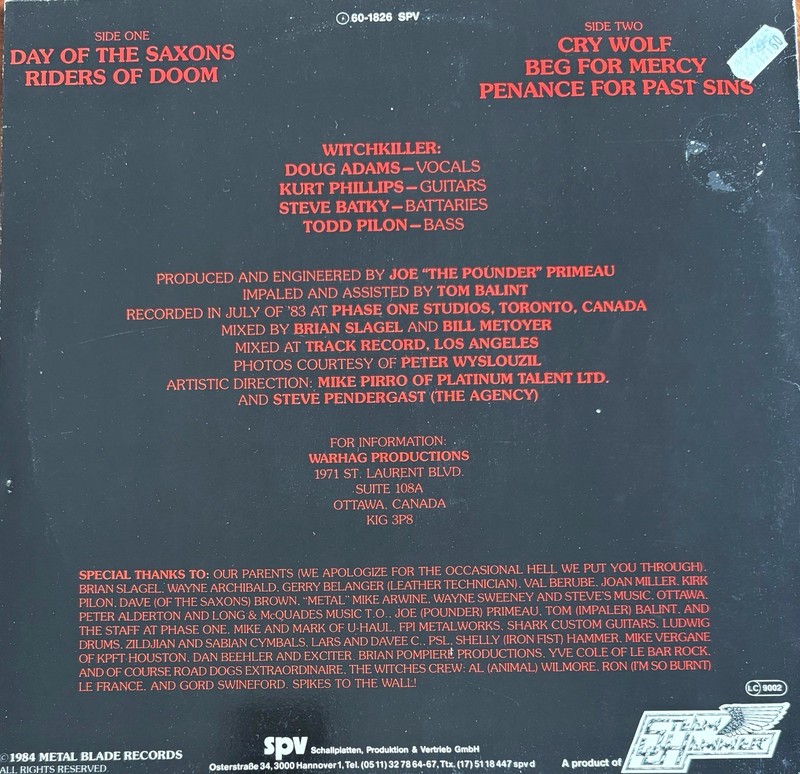 ℗ 60-1826 SPV
SIDE ONE
DAY OF THE SAXONS
RIDERS OF DOOM
SIDE TWO
CRY WOLF
BEG FOR MERCY
PENANCE FOR PAST SINS
WITCHKILLER:
DOUG ADAMS—VOCALS
KURT PHILLIPS—GUITARS
STEVE BATKY—BATTARIES
TODD PILON—BASS
PRODUCED AND ENGINEERED BY JOE "THE POUNDER" PRIMEAU
IMPALED AND ASSISTED BY TOM BALINT
RECORDED IN JULY OF '83 AT PHASE ONE STUDIOS, TORONTO, CANADA
MIXED BY BRIAN SLAGEL AND BILL METOYER
MIXED AT TRACK RECORD, LOS ANGELES
PHOTOS COURTESY OF PETER WYSLOUZIL
ARTISTIC DIRECTION: MIKE PIRRO OF PLATINUM TALENT LTD.
AND STEVE PENDERGAST (THE AGENCY)
FOR INFORMATION:
WARHAG PRODUCTIONS
1971 ST. LAURENT BLVD.
SUITE 108A
OTTAWA, CANADA
KIG 3P8
SPECIAL THANKS TO: OUR PARENTS (WE APOLOGIZE FOR THE OCCASIONAL HELL WE PUT YOU THROUGH),
BRIAN SLAGEL, WAYNE ARCHIBALD, GERRY BELANGER (LEATHER TECHNICIAN), VAL BERUBE, JOAN MILLER, KIRK
PILON, DAVE (OF THE SAXONS) BROWN, "METAL" MIKE ARWINE, WAYNE SWEENEY AND STEVE'S MUSIC, OTTAWA,
PETER ALDERTON AND LONG & McQUADES MUSIC T.O., JOE (POUNDER) PRIMEAU, TOM (IMPALER) BALINT, AND
THE STAFF AT PHASE ONE, MIKE AND MARK OF U-HAUL, FPI METALWORKS, SHARK CUSTOM GUITARS, LUDWIG
DRUMS, ZILDJIAN AND SABIAN CYMBALS, LARS AND DAVEE C., PSL, SHELLY (IRON FIST) HAMMER, MIKE VERGANE
OF KPFT HOUSTON, DAN BEEHLER AND EXCITER, BRIAN POMPIERE PRODUCTIONS, YVE COLE OF LE BAR ROCK,
AND OF COURSE ROAD DOGS EXTRAORDINAIRE, THE WITCHES CREW: AL (ANIMAL) WILMORE, RON (I'M SO BURNT)
LE FRANCE, AND GORD SWINEFORD. SPIKES TO THE WALL!
LC 9002
©1984 METAL BLADE RECORDS
ALL RIGHTS RESERVED
SPV Schallplatten, Produktion & Vertrieb GmbH
Osterstraße 34, 3000 Hannover 1, Tel. (05 11) 32 78 64-67, Ttx. (17) 51 18 447 spv d
A product of
Steamhammer